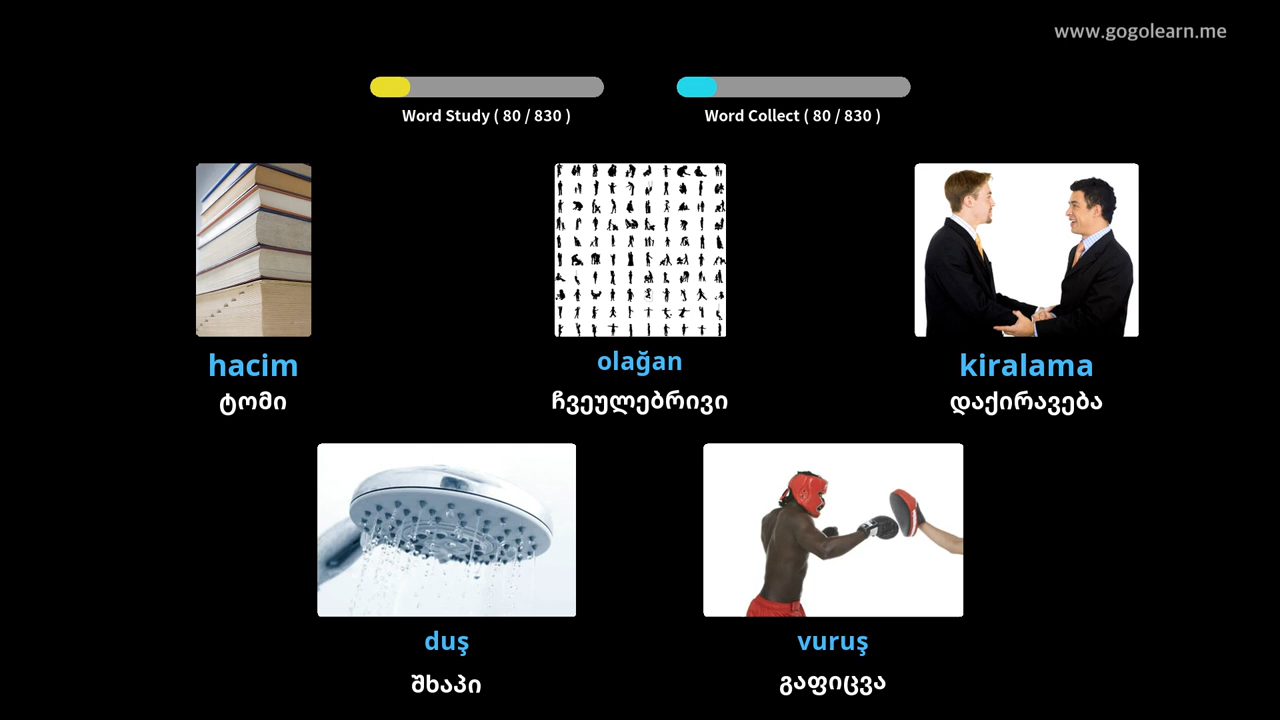 www.gogolearn.me
Word Study ( 80 / 830 )
Word Collect ( 80 / 830 )
hacim
ტომი
olağan
ჩვეულებრივი
kiralama
დაქირავება
duş
შხაპი
vuruş
გაფიცვა